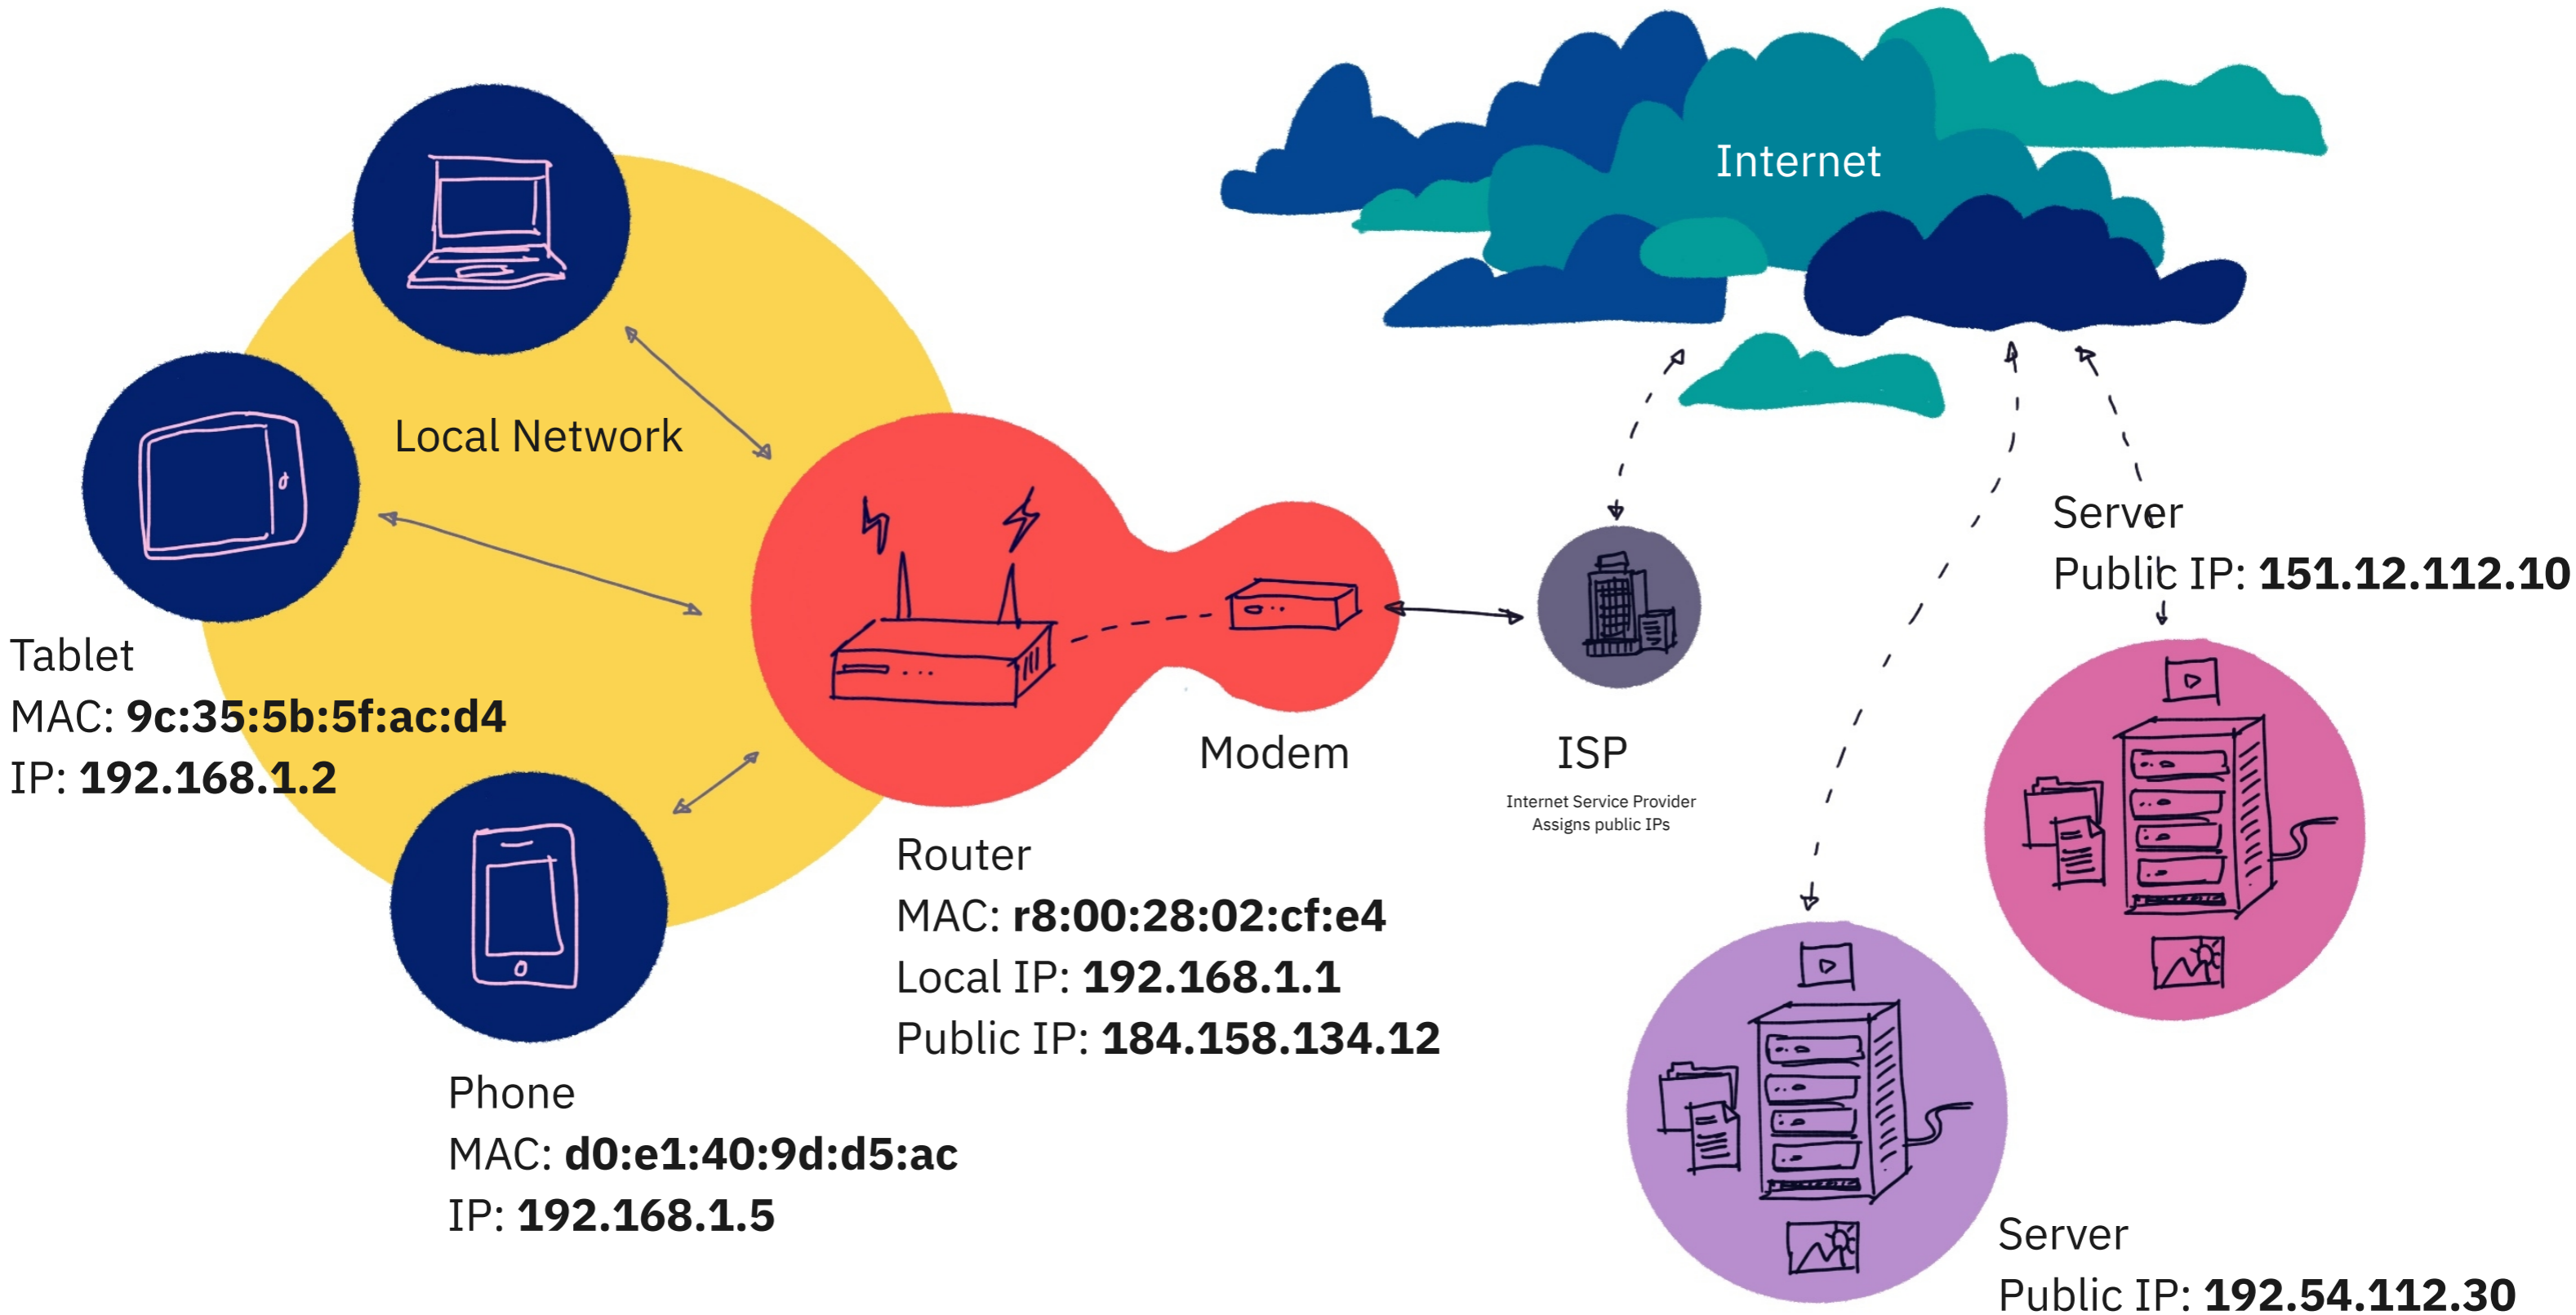 Internet
Local Network
Server
Public IP: 151.12.112.10
Tablet
MAC: 9c:35:5b:5f:ac:d4
IP: 192.168.1.2
Modem
ISP
Internet Service Provider
Assigns public IPs
Router
MAC: r8:00:28:02:cf:e4
Local IP: 192.168.1.1
Public IP: 184.158.134.12
Phone
MAC: d0:e1:40:9d:d5:ac
IP: 192.168.1.5
Server
Public IP: 192.54.112.30